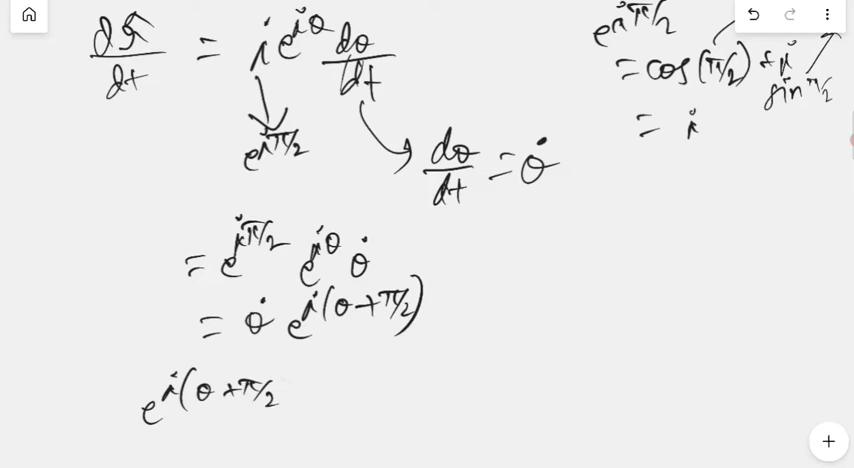 dr̂/dt = i e^{iθ} dθ/dt
e^{iπ/2}
dθ/dt = θ̇
= e^{iπ/2} e^{iθ} θ̇
= θ̇ e^{i(θ+π/2)}
e^{i(θ+π/2
e^{iπ/2}
= cos(π/2) + i
sin π/2
= i